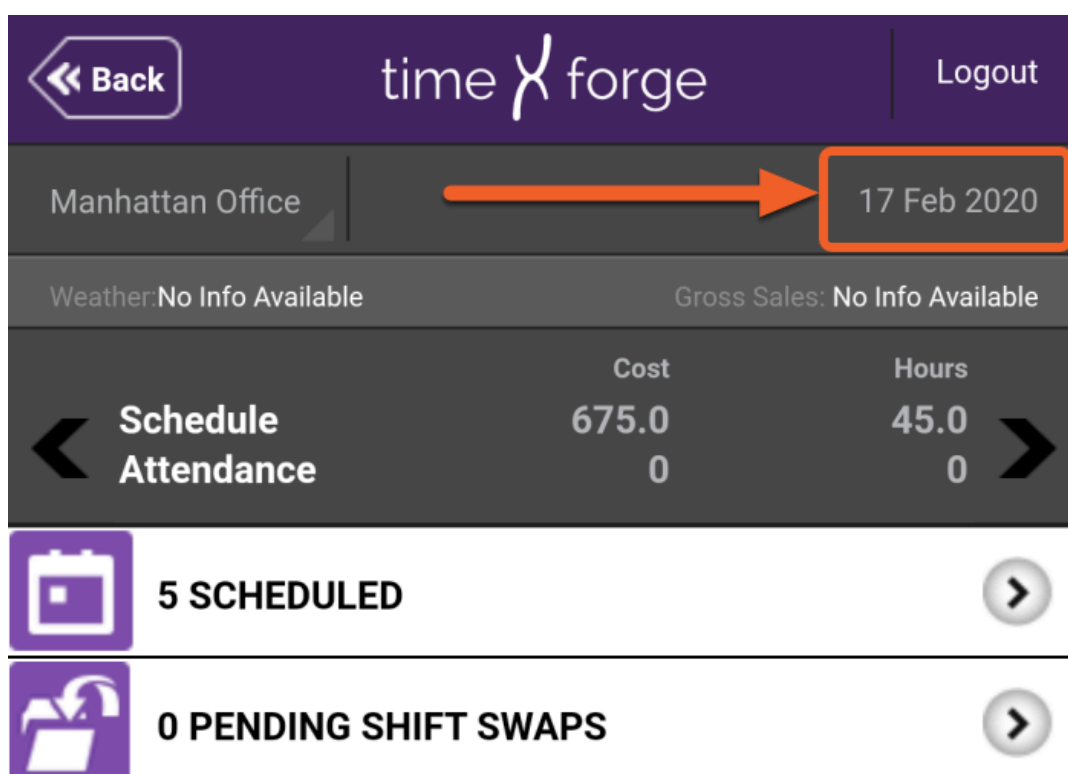 Back
time forge
Logout
Manhattan Office
17 Feb 2020
Weather:No Info Available
Gross Sales: No Info Available
Cost Hours
Schedule 675.0 45.0
Attendance 0 0
5 SCHEDULED
0 PENDING SHIFT SWAPS